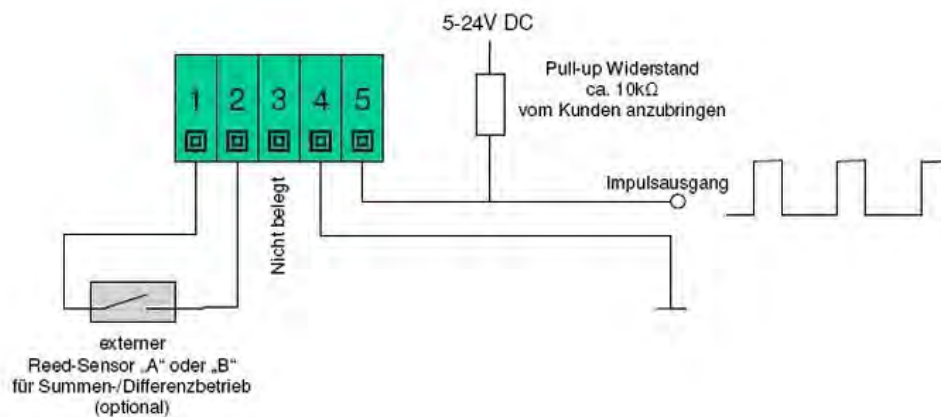 5-24V DC
Pull-up Widerstand
ca. 10kΩ
vom Kunden anzubringen
1 2 3 4 5
Nicht belegt
Impulsausgang
externer
Reed-Sensor „A“ oder „B“
für Summen-/Differenzbetrieb
(optional)